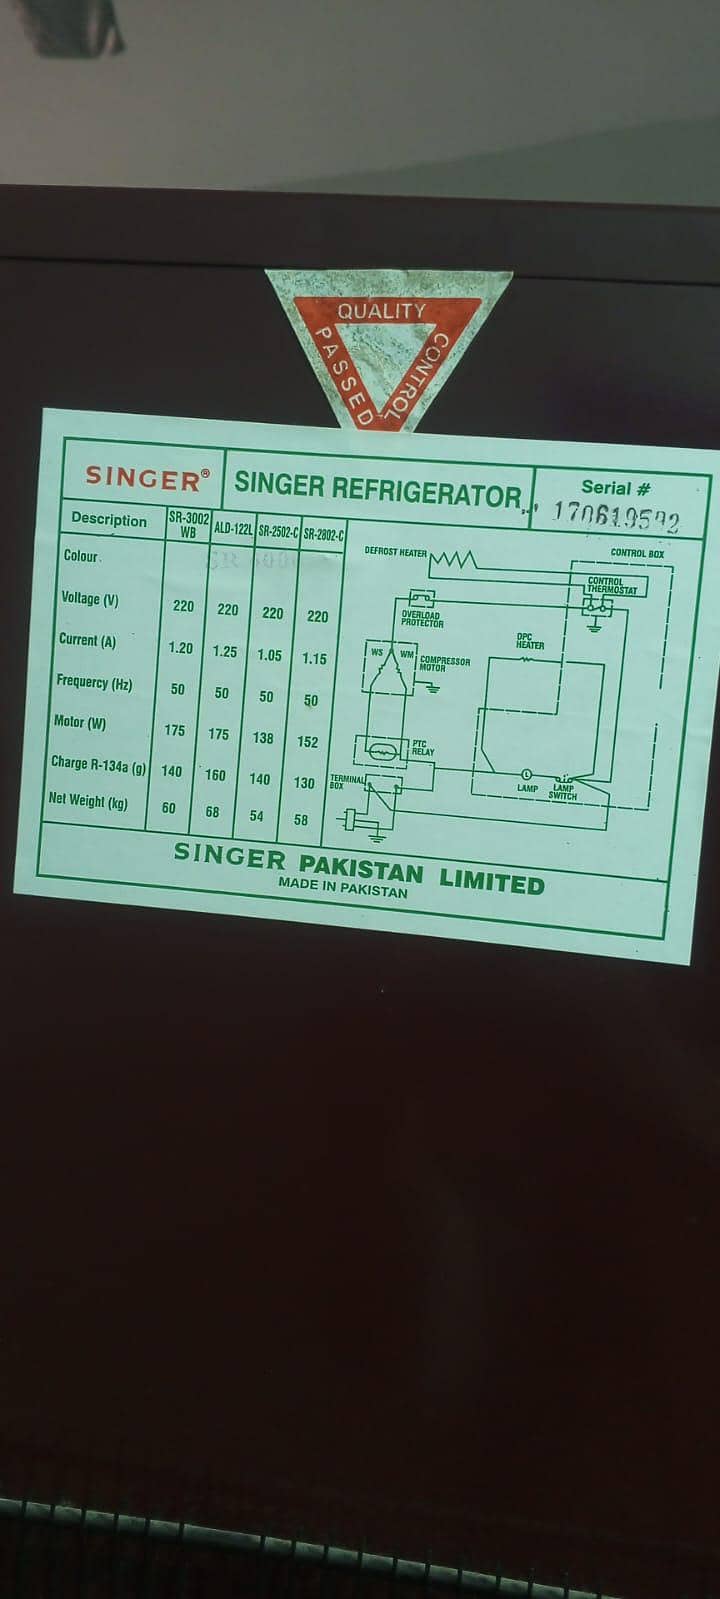 QUALITY
CONTROL
PASSED
SINGER®
SINGER REFRIGERATOR
Serial #
Description SR-3002 WB ALD-122L SR-2502-C SR-2802-C
Colour
Voltage (V) 220 220 220 220
Current (A) 1.20 1.25 1.05 1.15
Frequercy (Hz) 50 50 50 50
Motor (W) 175 175 138 152
Charge R-134a (g) 140 160 140 130
Net Weight (kg) 60 68 54 58
DEFROST HEATER
CONTROL BOX
CONTROL
THERMOSTAT
OVERLOAD
PROTECTOR
DPC
HEATER
WS WM
COMPRESSOR
MOTOR
PTC
RELAY
TERMINAL
BOX
L
LAMP
LAMP
SWITCH
SINGER PAKISTAN LIMITED
MADE IN PAKISTAN